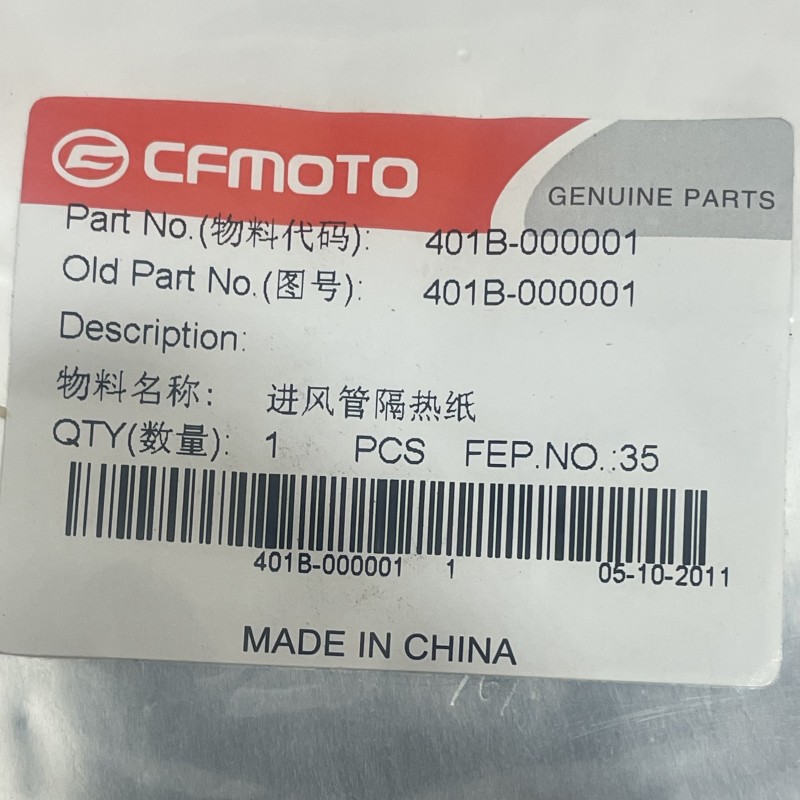 CFMOTO
GENUINE PARTS
Part No.(物料代码): 401B-000001
Old Part No.(图号): 401B-000001
Description:
物料名称: 进风管隔热纸
QTY(数量): 1 PCS FEP.NO.:35
401B-000001 1 05-10-2011
MADE IN CHINA